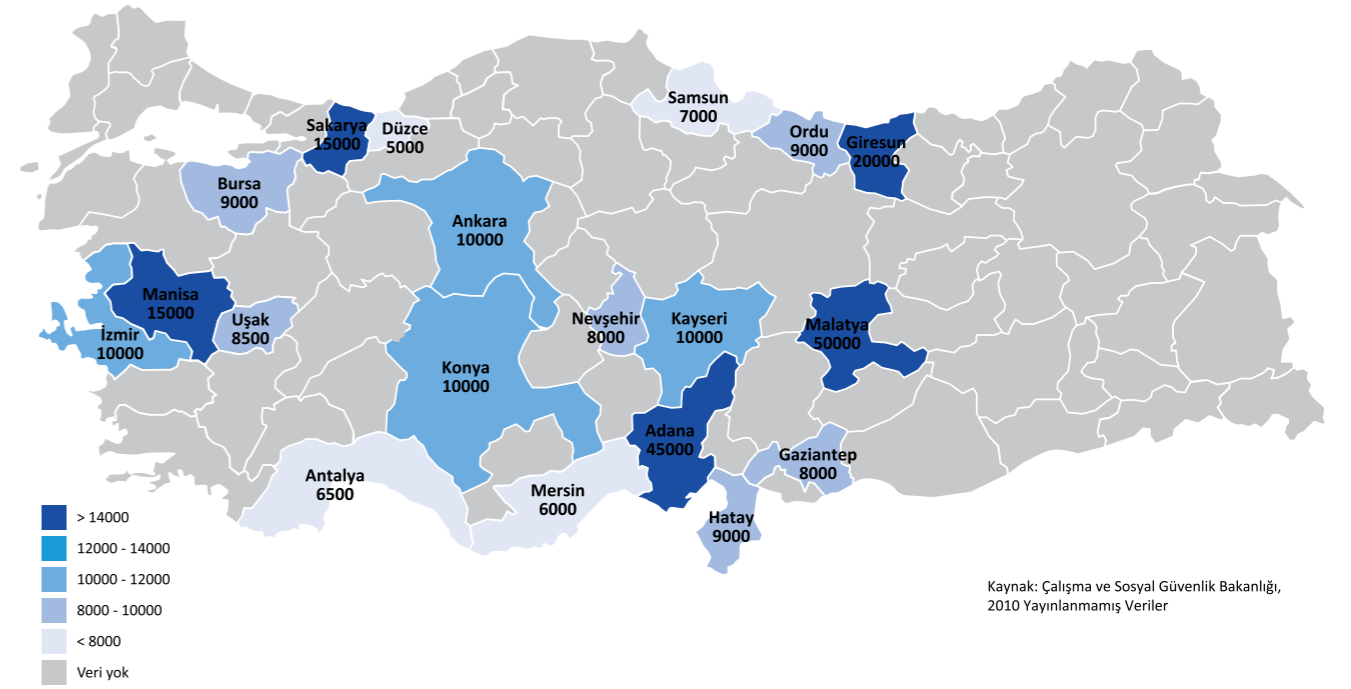 Samsun
7000
Sakarya
15000
Düzce
5000
Ordu
9000
Giresun
20000
Bursa
9000
Ankara
10000
Manisa
15000
Uşak
8500
İzmir
10000
Nevşehir
8000
Kayseri
10000
Malatya
50000
Konya
10000
Adana
45000
Gaziantep
8000
Antalya
6500
Mersin
6000
Hatay
9000
> 14000
12000 - 14000
10000 - 12000
8000 - 10000
< 8000
Veri yok
Kaynak: Çalışma ve Sosyal Güvenlik Bakanlığı,
2010 Yayınlanmamış Veriler